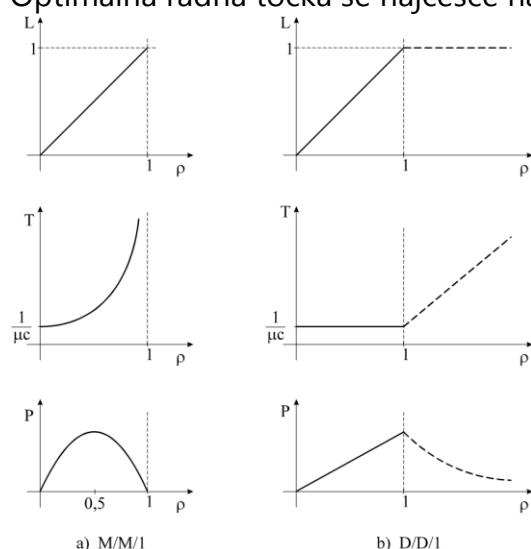 Optimalna radna točka se najčešće na
L L
1 1
1 ρ 1 ρ
T T
1/μc 1/μc
1 ρ 1 ρ
P P
0,5 1 ρ 1 ρ
a) M/M/1 b) D/D/1